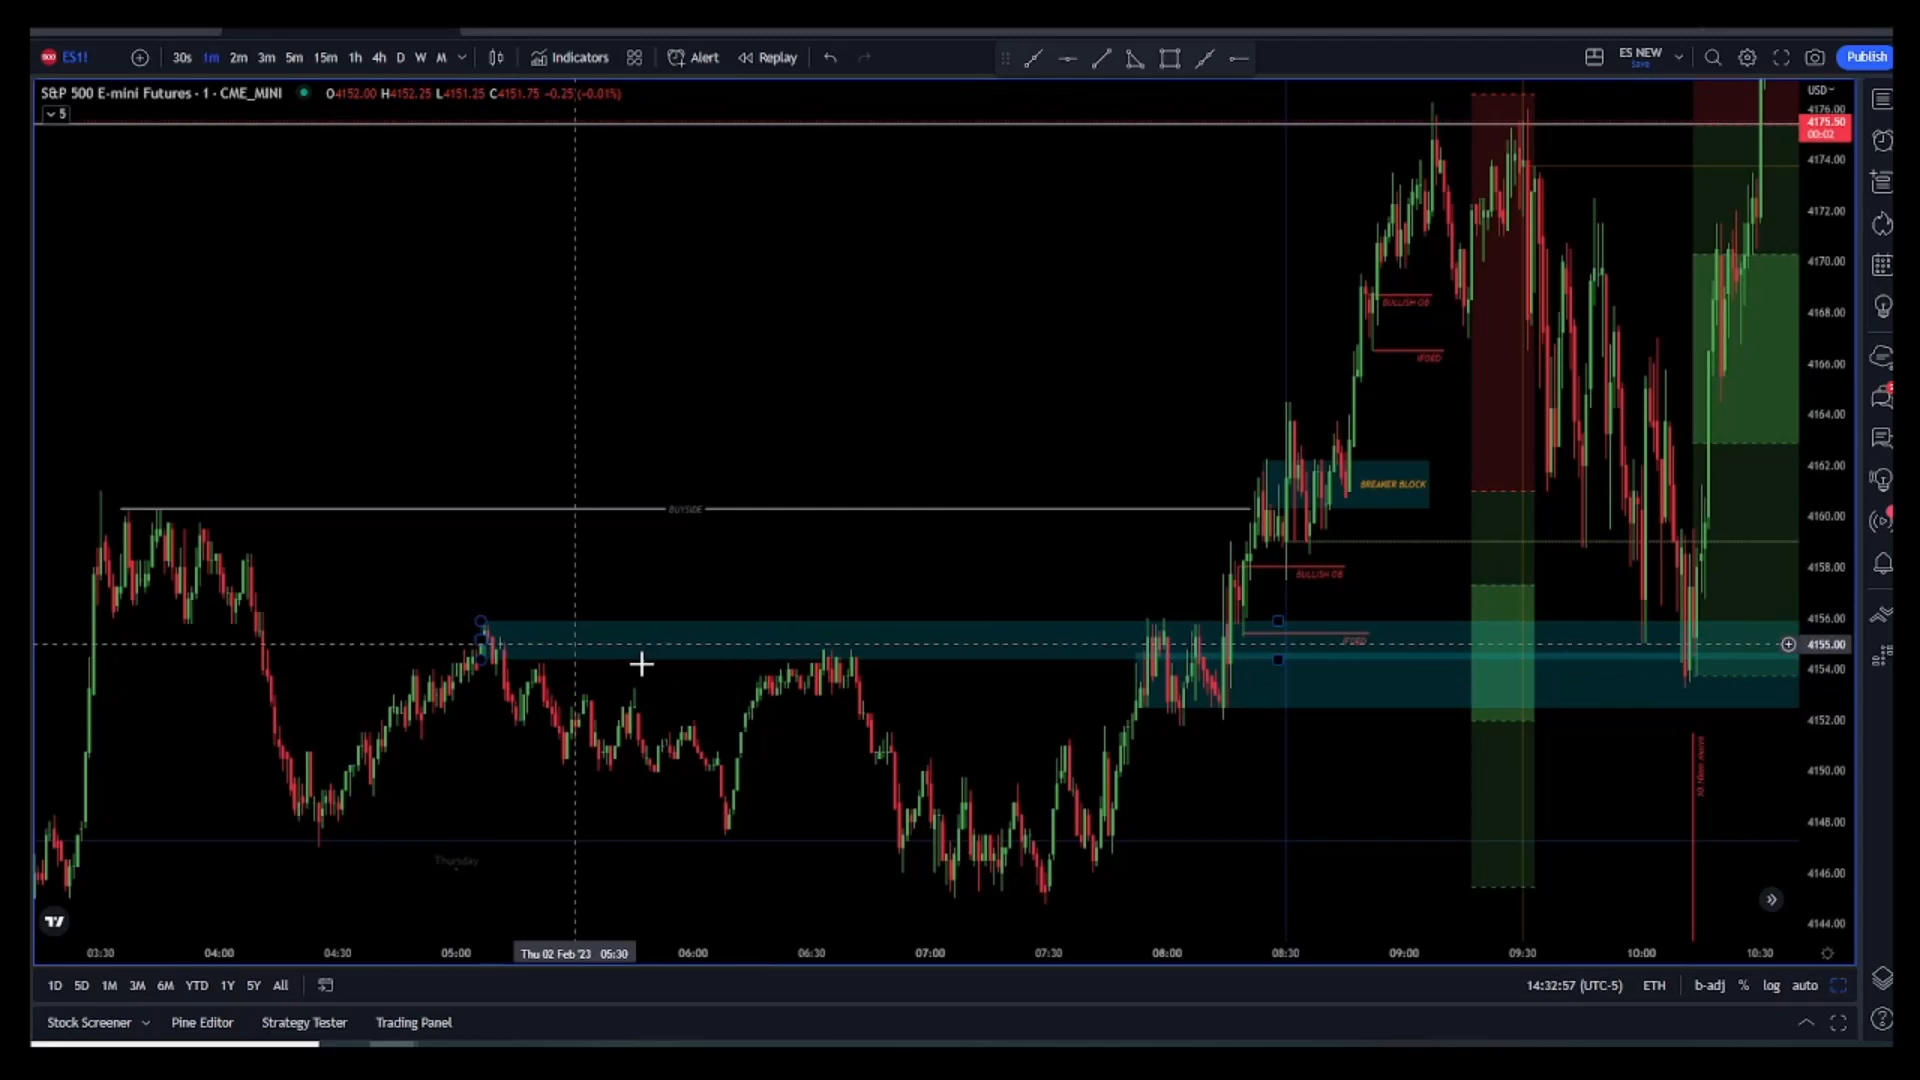 500 ES1! 30s 1m 2m 3m 5m 15m 1h 4h D W M Indicators Alert Replay ES NEW Save Publish
S&P 500 E-mini Futures · 1 · CME_MINI O4152.00 H4152.25 L4151.25 C4151.75 −0.25 (−0.01%) USD
5
4176.00
4175.50
00:02
4174.00
4172.00
4170.00
4168.00
BULLISH OB
4166.00
4164.00
4162.00
BREAKER BLOCK
BUYSIDE
4160.00
4158.00
BULLISH OB
4156.00
4155.00
4154.00
4152.00
4150.00
4148.00
4146.00
4144.00
Thursday
03:30 04:00 04:30 05:00 Thu 02 Feb '23 05:30 06:00 06:30 07:00 07:30 08:00 08:30 09:00 09:30 10:00 10:30
1D 5D 1M 3M 6M YTD 1Y 5Y All 14:32:57 (UTC-5) ETH b-adj % log auto
Stock Screener Pine Editor Strategy Tester Trading Panel